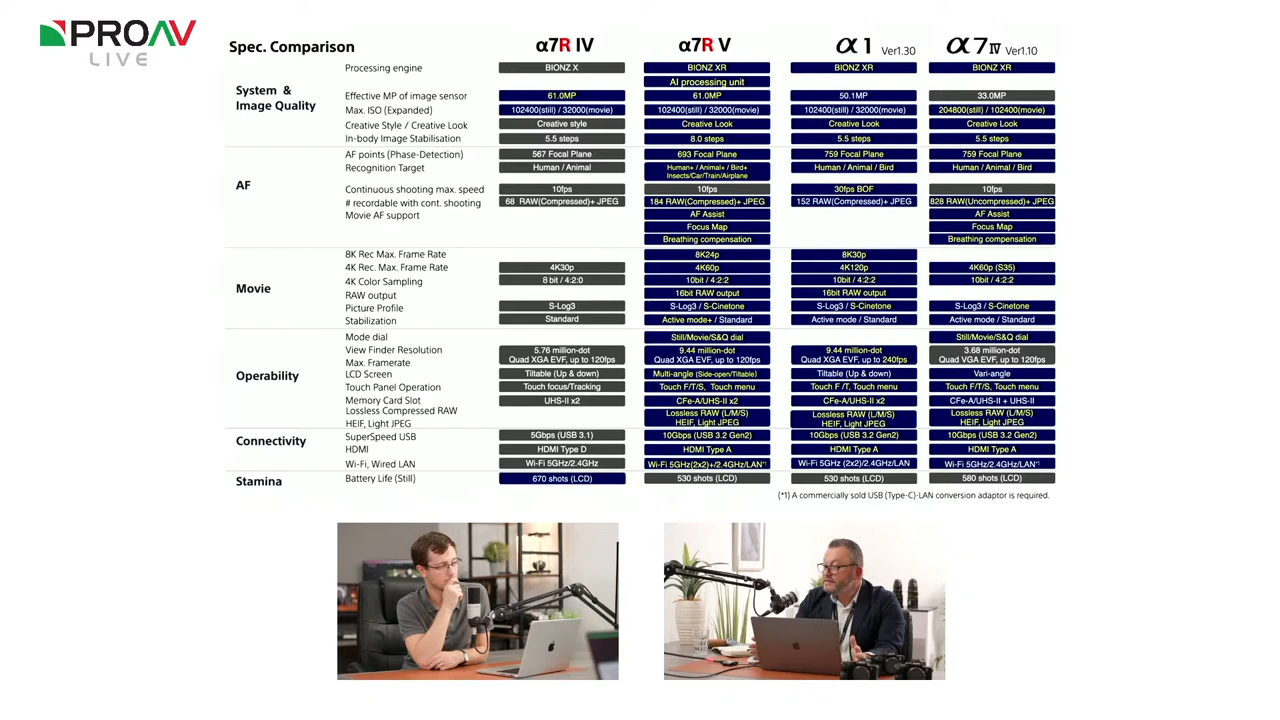 PROAV
LIVE
Spec. Comparison
α7R IV
α7R V
α1 Ver1.30
α7IV Ver1.10
System & Image Quality
Processing engine BIONZ X BIONZ XR BIONZ XR BIONZ XR
AI processing unit
Effective MP of image sensor 61.0MP 61.0MP 50.1MP 33.0MP
Max. ISO (Expanded) 102400(still) / 32000(movie) 102400(still) / 32000(movie) 102400(still) / 32000(movie) 204800(still) / 102400(movie)
Creative Style / Creative Look Creative style Creative Look Creative Look Creative Look
In-body Image Stabilisation 5.5 steps 8.0 steps 5.5 steps 5.5 steps
AF
AF points (Phase-Detection) 567 Focal Plane 693 Focal Plane 759 Focal Plane 759 Focal Plane
Recognition Target Human / Animal Human+ / Animal+ / Bird+ Insects/Car/Train/Airplane Human / Animal / Bird Human / Animal / Bird
Continuous shooting max. speed 10fps 10fps 30fps BOF 10fps
# recordable with cont. shooting 68 RAW(Compressed)+ JPEG 184 RAW(Compressed)+ JPEG 152 RAW(Compressed)+ JPEG 828 RAW(Uncompressed)+ JPEG
Movie AF support AF Assist AF Assist
Focus Map Focus Map
Breathing compensation Breathing compensation
Movie
8K Rec Max. Frame Rate 8K24p 8K30p
4K Rec. Max. Frame Rate 4K30p 4K60p 4K120p 4K60p (S35)
4K Color Sampling 8 bit / 4:2:0 10bit / 4:2:2 10bit / 4:2:2 10bit / 4:2:2
RAW output 16bit RAW output 16bit RAW output
Picture Profile S-Log3 S-Log3 / S-Cinetone S-Log3 / S-Cinetone S-Log3 / S-Cinetone
Stabilization Standard Active mode+ / Standard Active mode / Standard Active mode / Standard
Operability
Mode dial Still/Movie/S&Q dial Still/Movie/S&Q dial
View Finder Resolution 5.76 million-dot 9.44 million-dot 9.44 million-dot 3.68 million-dot
Max. Framerate Quad XGA EVF, up to 120fps Quad XGA EVF, up to 120fps Quad XGA EVF, up to 240fps Quad VGA EVF, up to 120fps
LCD Screen Tiltable (Up & down) Multi-angle (Side-open/Tiltable) Tiltable (Up & down) Vari-angle
Touch Panel Operation Touch focus/Tracking Touch F/T/S, Touch menu Touch F /T, Touch menu Touch F/T/S, Touch menu
Memory Card Slot UHS-II x2 CFe-A/UHS-II x2 CFe-A/UHS-II x2 CFe-A/UHS-II + UHS-II
Lossless Compressed RAW Lossless RAW (L/M/S) Lossless RAW (L/M/S) Lossless RAW (L/M/S)
HEIF, Light JPEG HEIF, Light JPEG HEIF, Light JPEG HEIF, Light JPEG
Connectivity
SuperSpeed USB 5Gbps (USB 3.1) 10Gbps (USB 3.2 Gen2) 10Gbps (USB 3.2 Gen2) 10Gbps (USB 3.2 Gen2)
HDMI HDMI Type D HDMI Type A HDMI Type A HDMI Type A
Wi-Fi, Wired LAN Wi-Fi 5GHz/2.4GHz Wi-Fi 5GHz(2x2)+/2.4GHz/LAN*1) Wi-Fi 5GHz (2x2)/2.4GHz/LAN Wi-Fi 5GHz/2.4GHz/LAN*1)
Stamina
Battery Life (Still) 670 shots (LCD) 530 shots (LCD) 530 shots (LCD) 580 shots (LCD)
(*1) A commercially sold USB (Type-C)-LAN conversion adaptor is required.